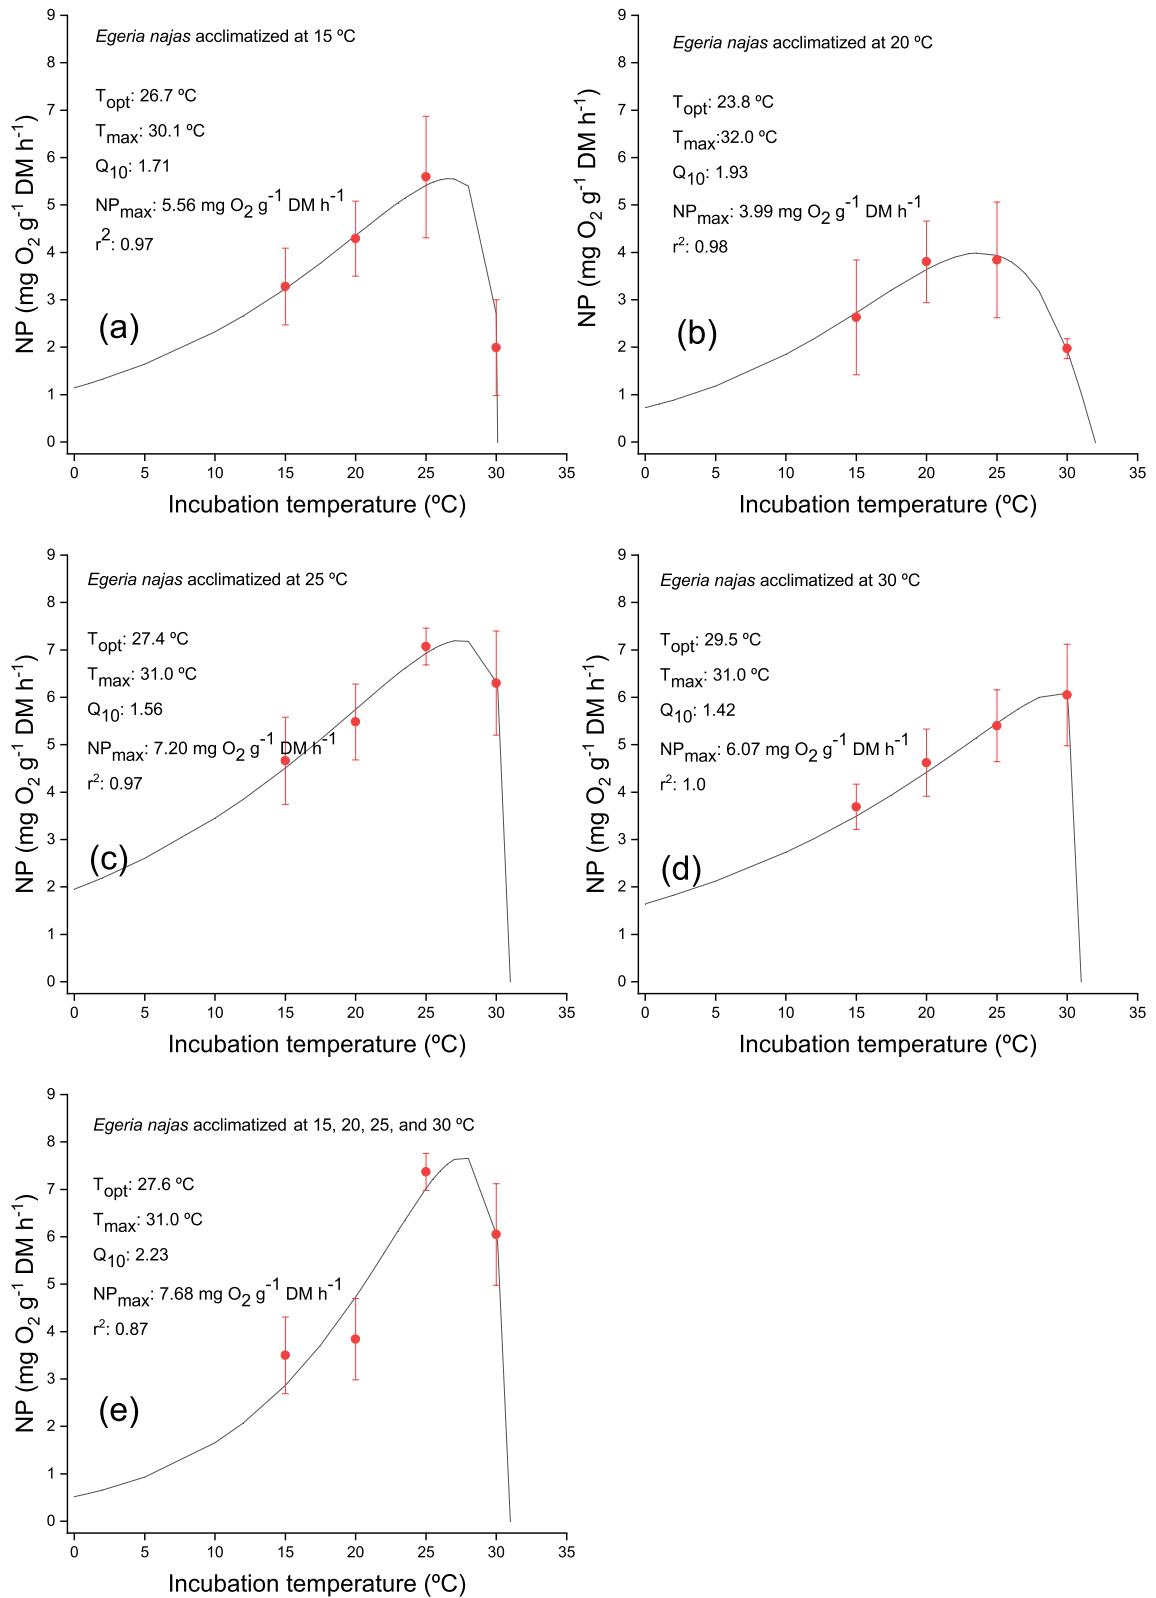 Egeria najas acclimatized at 15 ºC
Topt: 26.7 ºC
Tmax: 30.1 ºC
Q10: 1.71
NPmax: 5.56 mg O2 g-1 DM h-1
r2: 0.97
(a)
NP (mg O2 g-1 DM h-1)
9
8
7
6
5
4
3
2
1
0
0 5 10 15 20 25 30 35
Incubation temperature (ºC)
Egeria najas acclimatized at 20 ºC
Topt: 23.8 ºC
Tmax:32.0 ºC
Q10: 1.93
NPmax: 3.99 mg O2 g-1 DM h-1
r2: 0.98
(b)
NP (mg O2 g-1 DM h-1)
9
8
7
6
5
4
3
2
1
0
0 5 10 15 20 25 30 35
Incubation temperature (ºC)
Egeria najas acclimatized at 25 ºC
Topt: 27.4 ºC
Tmax: 31.0 ºC
Q10: 1.56
NPmax: 7.20 mg O2 g-1 DM h-1
r2: 0.97
(c)
NP (mg O2 g-1 DM h-1)
9
8
7
6
5
4
3
2
1
0
0 5 10 15 20 25 30 35
Incubation temperature (ºC)
Egeria najas acclimatized at 30 ºC
Topt: 29.5 ºC
Tmax: 31.0 ºC
Q10: 1.42
NPmax: 6.07 mg O2 g-1 DM h-1
r2: 1.0
(d)
NP (mg O2 g-1 DM h-1)
9
8
7
6
5
4
3
2
1
0
0 5 10 15 20 25 30 35
Incubation temperature (ºC)
Egeria najas acclimatized at 15, 20, 25, and 30 ºC
Topt: 27.6 ºC
Tmax: 31.0 ºC
Q10: 2.23
NPmax: 7.68 mg O2 g-1 DM h-1
r2: 0.87
(e)
NP (mg O2 g-1 DM h-1)
9
8
7
6
5
4
3
2
1
0
0 5 10 15 20 25 30 35
Incubation temperature (ºC)